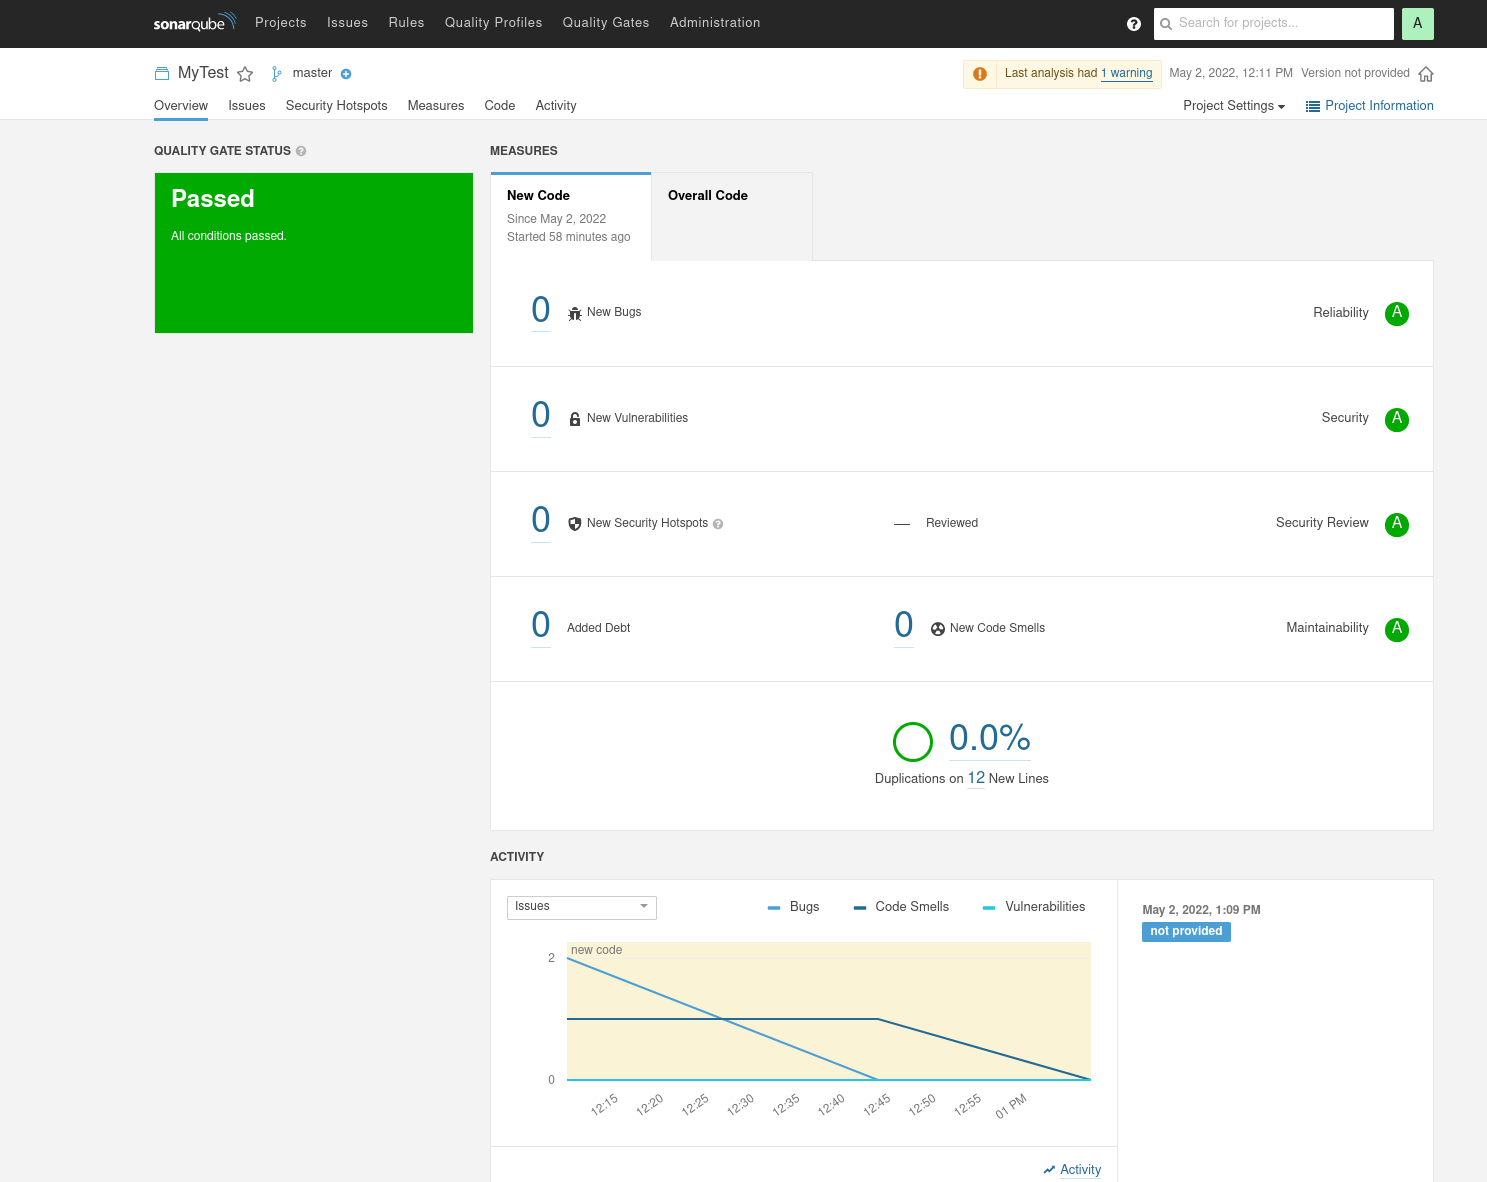 sonarqube Projects Issues Rules Quality Profiles Quality Gates Administration ? Search for projects... A
MyTest master Last analysis had 1 warning May 2, 2022, 12:11 PM Version not provided
Overview Issues Security Hotspots Measures Code Activity Project Settings Project Information
QUALITY GATE STATUS ?
Passed
All conditions passed.
MEASURES
New Code
Since May 2, 2022
Started 58 minutes ago
Overall Code
0 New Bugs Reliability A
0 New Vulnerabilities Security A
0 New Security Hotspots ? — Reviewed Security Review A
0 Added Debt 0 New Code Smells Maintainability A
0.0%
Duplications on 12 New Lines
ACTIVITY
Issues Bugs Code Smells Vulnerabilities
new code
2
0
12:15 12:20 12:25 12:30 12:35 12:40 12:45 12:50 12:55 01 PM
Activity
May 2, 2022, 1:09 PM
not provided